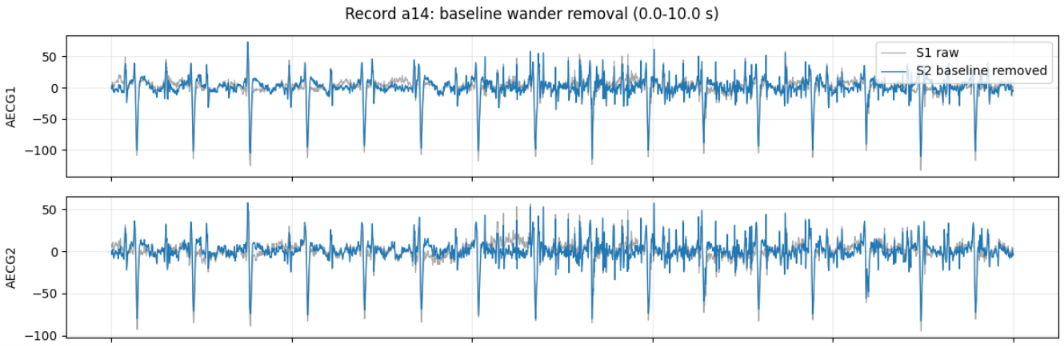 Record a14: baseline wander removal (0.0-10.0 s)
S1 raw
S2 baseline removed
AECG1
50
0
−50
−100
AECG2
50
0
−50
−100